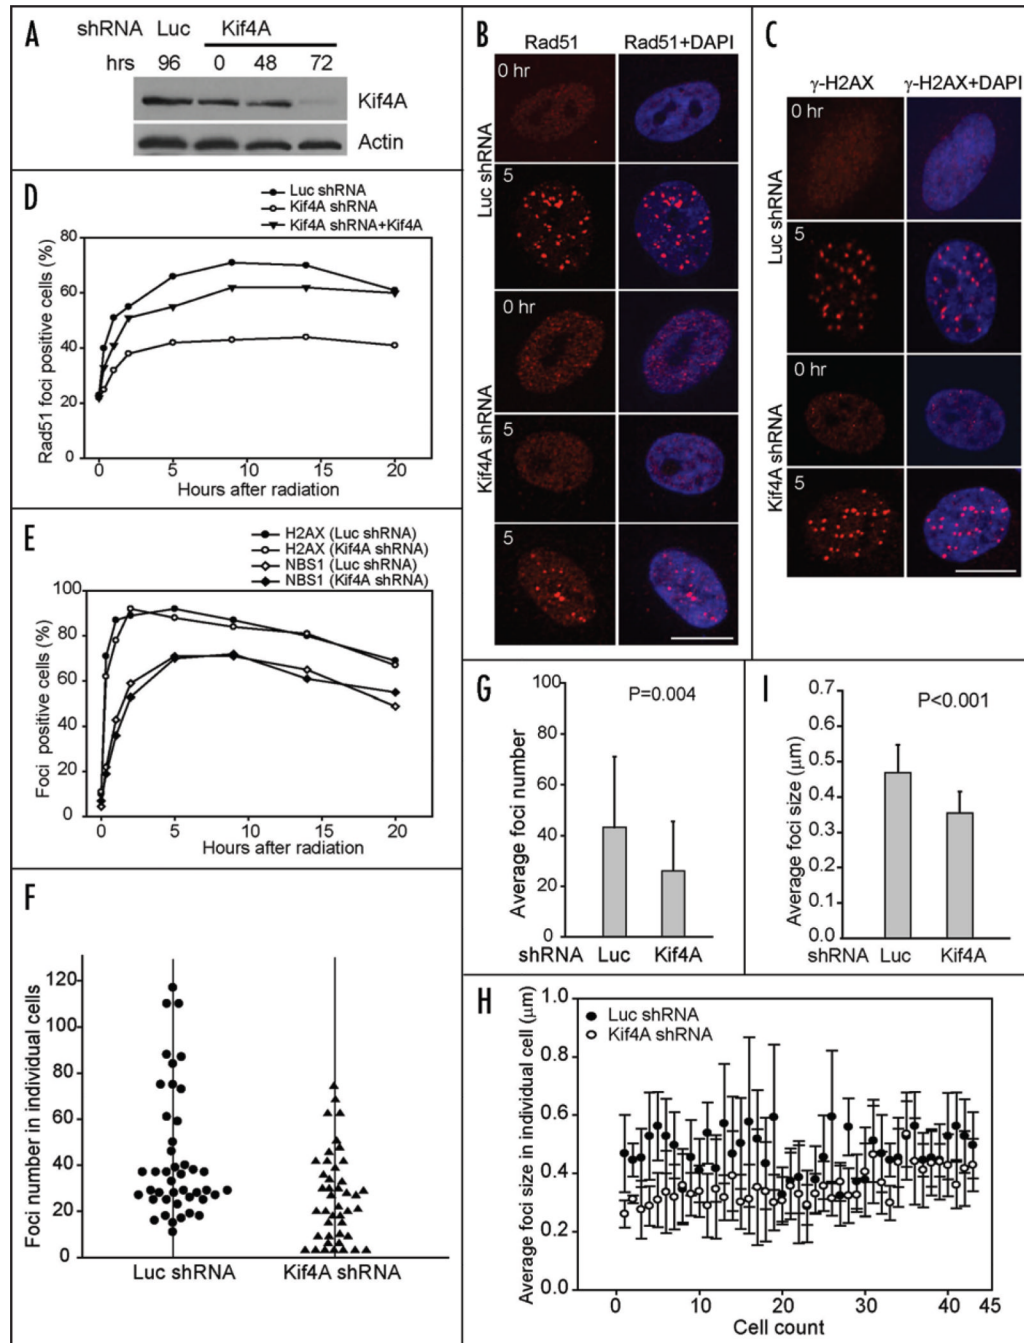 A
shRNA Luc Kif4A
hrs 96 0 48 72
Kif4A
Actin
B
Rad51 Rad51+DAPI
Luc shRNA
0 hr
5
Kif4A shRNA
0 hr
5
5
C
γ-H2AX γ-H2AX+DAPI
Luc shRNA
0 hr
5
Kif4A shRNA
0 hr
5
D
Luc shRNA
Kif4A shRNA
Kif4A shRNA+Kif4A
Rad51 foci positive cells (%)
80
60
40
20
0
0 5 10 15 20
Hours after radiation
E
H2AX (Luc shRNA)
H2AX (Kif4A shRNA)
NBS1 (Luc shRNA)
NBS1 (Kif4A shRNA)
Foci positive cells (%)
100
80
60
40
20
0
0 5 10 15 20
Hours after radiation
F
Foci number in individual cells
120
100
80
60
40
20
0
Luc shRNA Kif4A shRNA
G
P=0.004
Average foci number
100
80
60
40
20
0
shRNA Luc Kif4A
I
P<0.001
Average foci size (μm)
0.7
0.6
0.5
0.4
0.3
0.2
0.1
0.0
shRNA Luc Kif4A
H
Luc shRNA
Kif4A shRNA
Average foci size in individual cell (μm)
1.0
0.8
0.6
0.4
0.2
0 10 20 30 40 45
Cell count